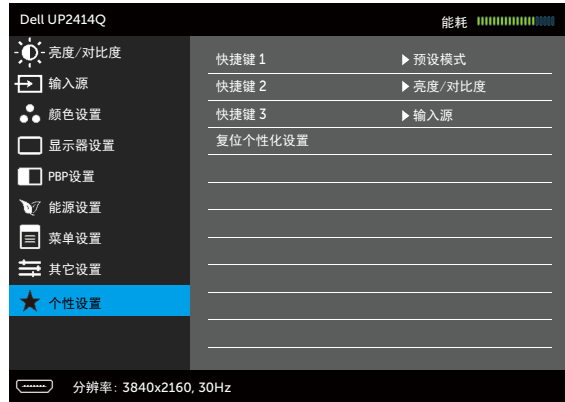 Dell UP2414Q 能耗
亮度/对比度
输入源
颜色设置
显示器设置
PBP设置
能源设置
菜单设置
其它设置
个性设置
快捷键 1 预设模式
快捷键 2 亮度/对比度
快捷键 3 输入源
复位个性化设置
分辨率: 3840x2160, 30Hz